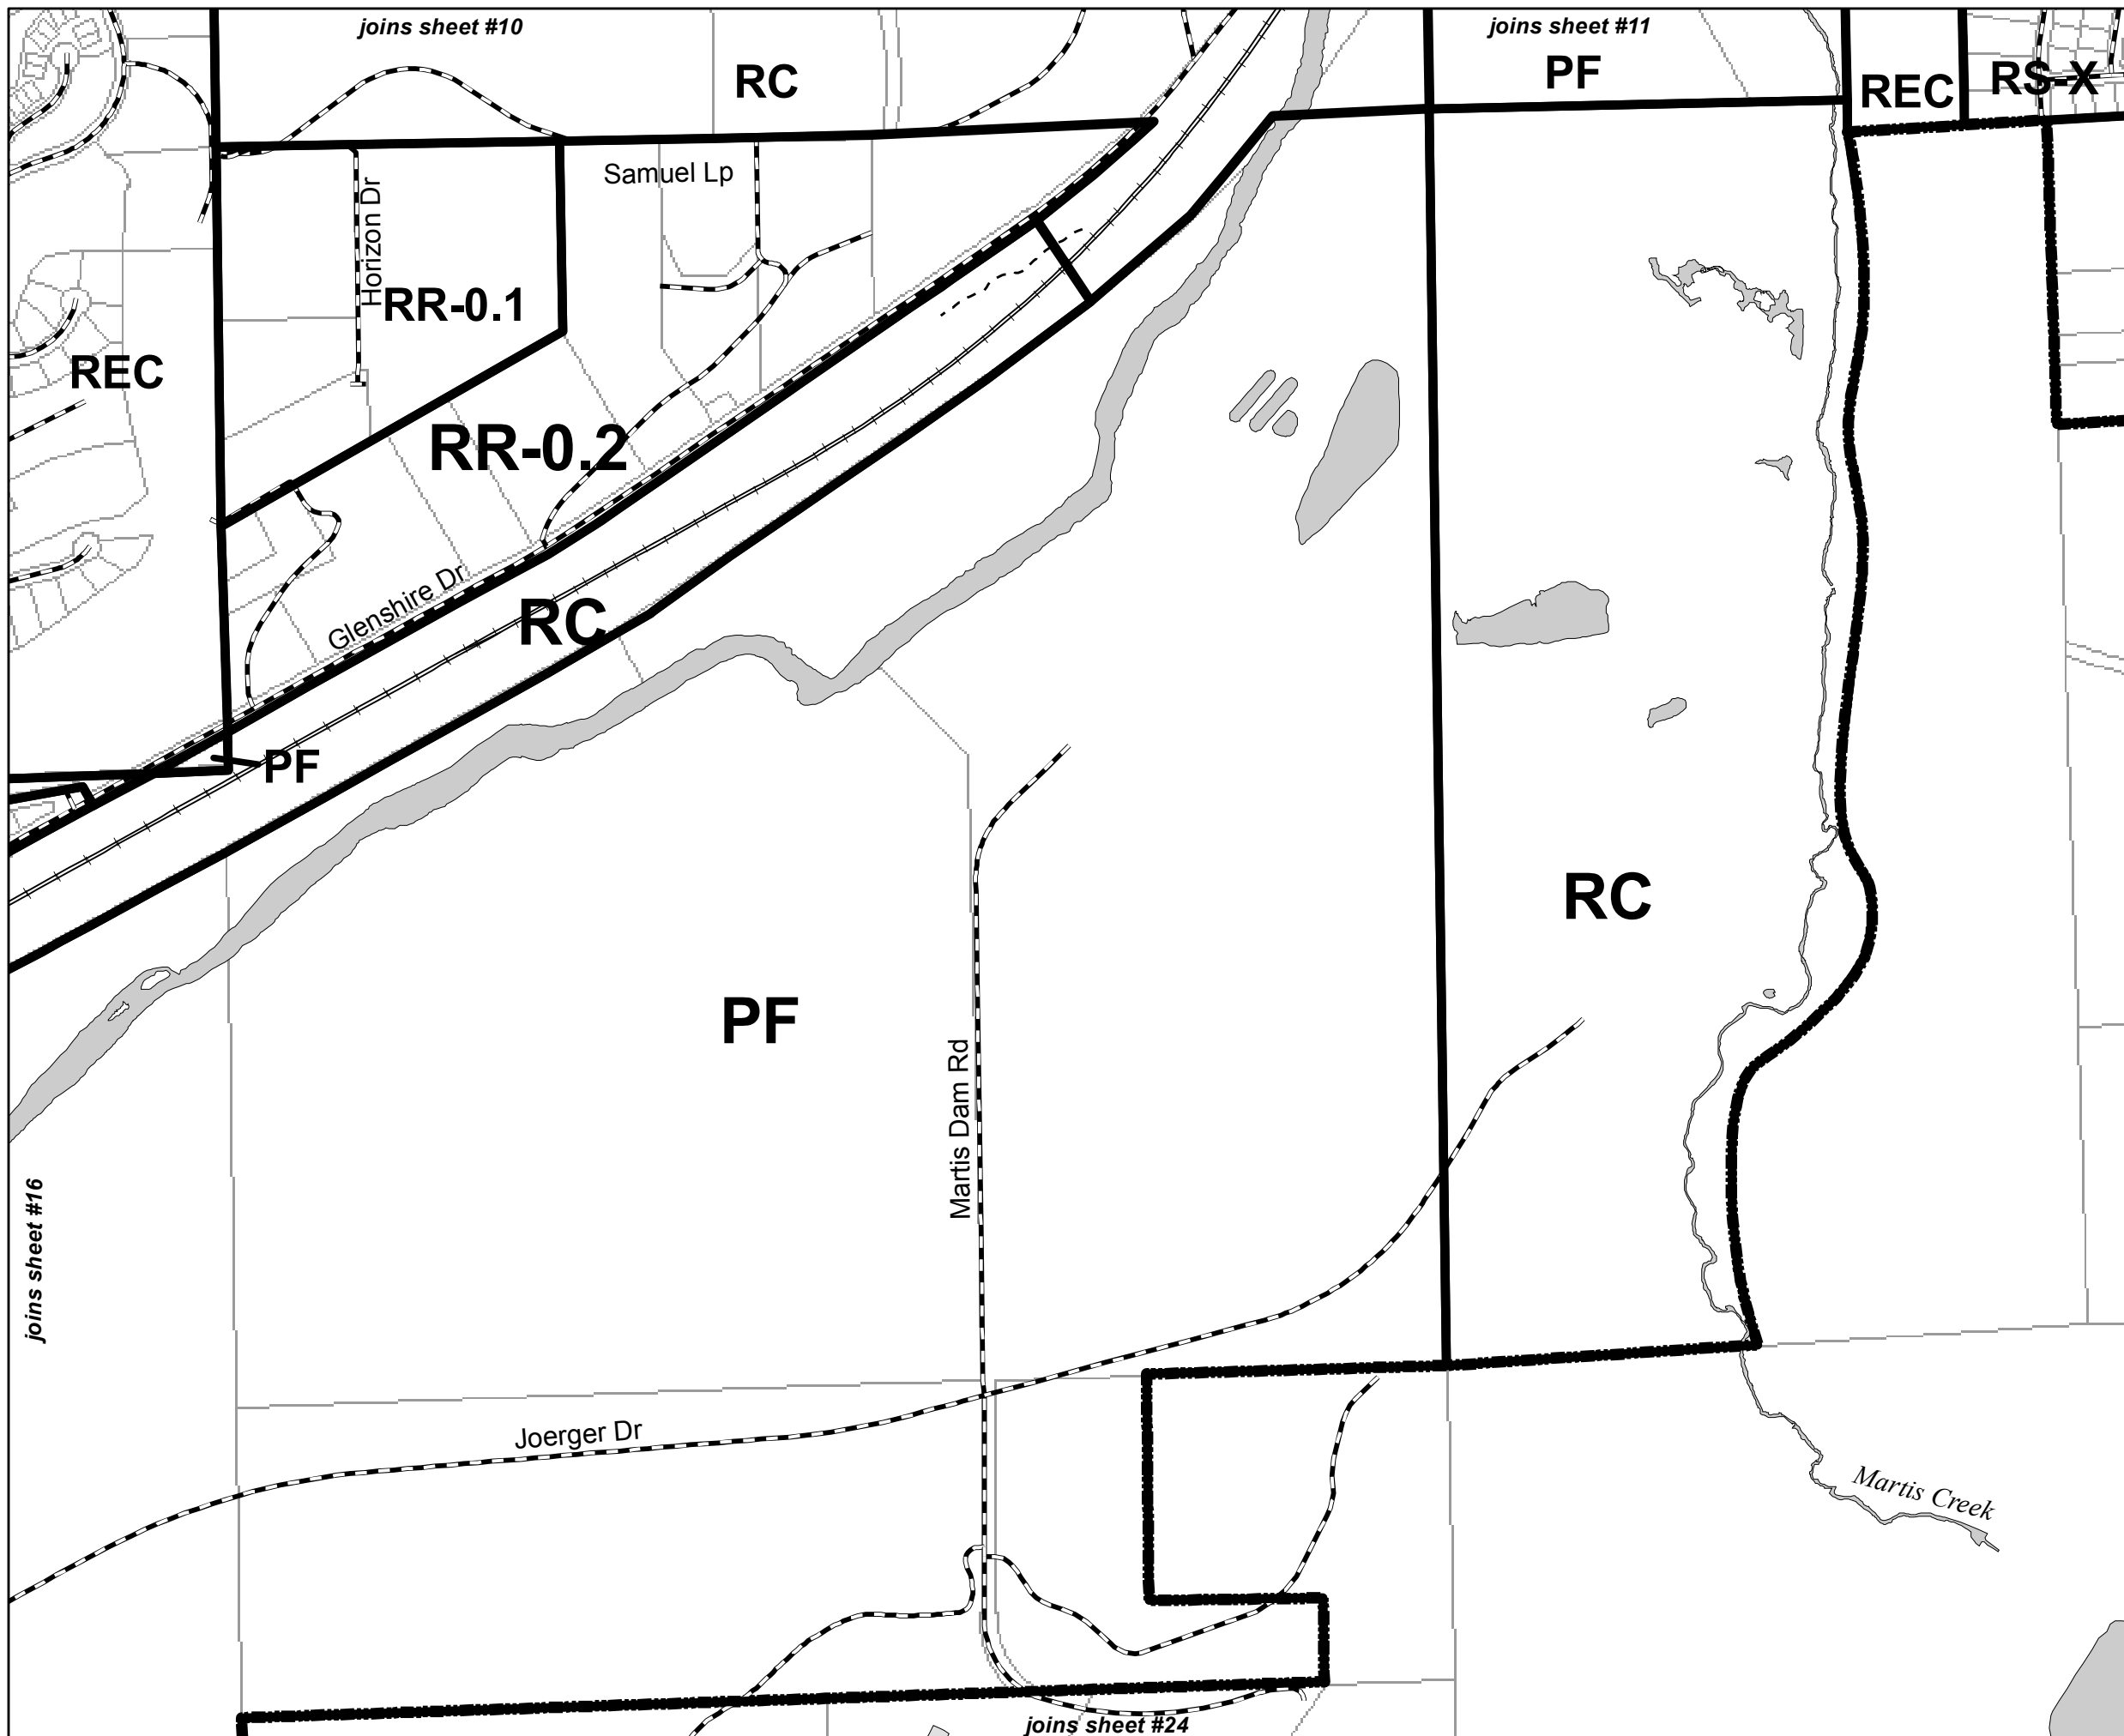 joins sheet #10
joins sheet #11
RC
PF
REC
RS-X
Samuel Lp
Horizon Dr
RR-0.1
REC
RR-0.2
Glenshire Dr
RC
PF
RC
PF
Martis Dam Rd
joins sheet #16
Joerger Dr
Martis Creek
joins sheet #24